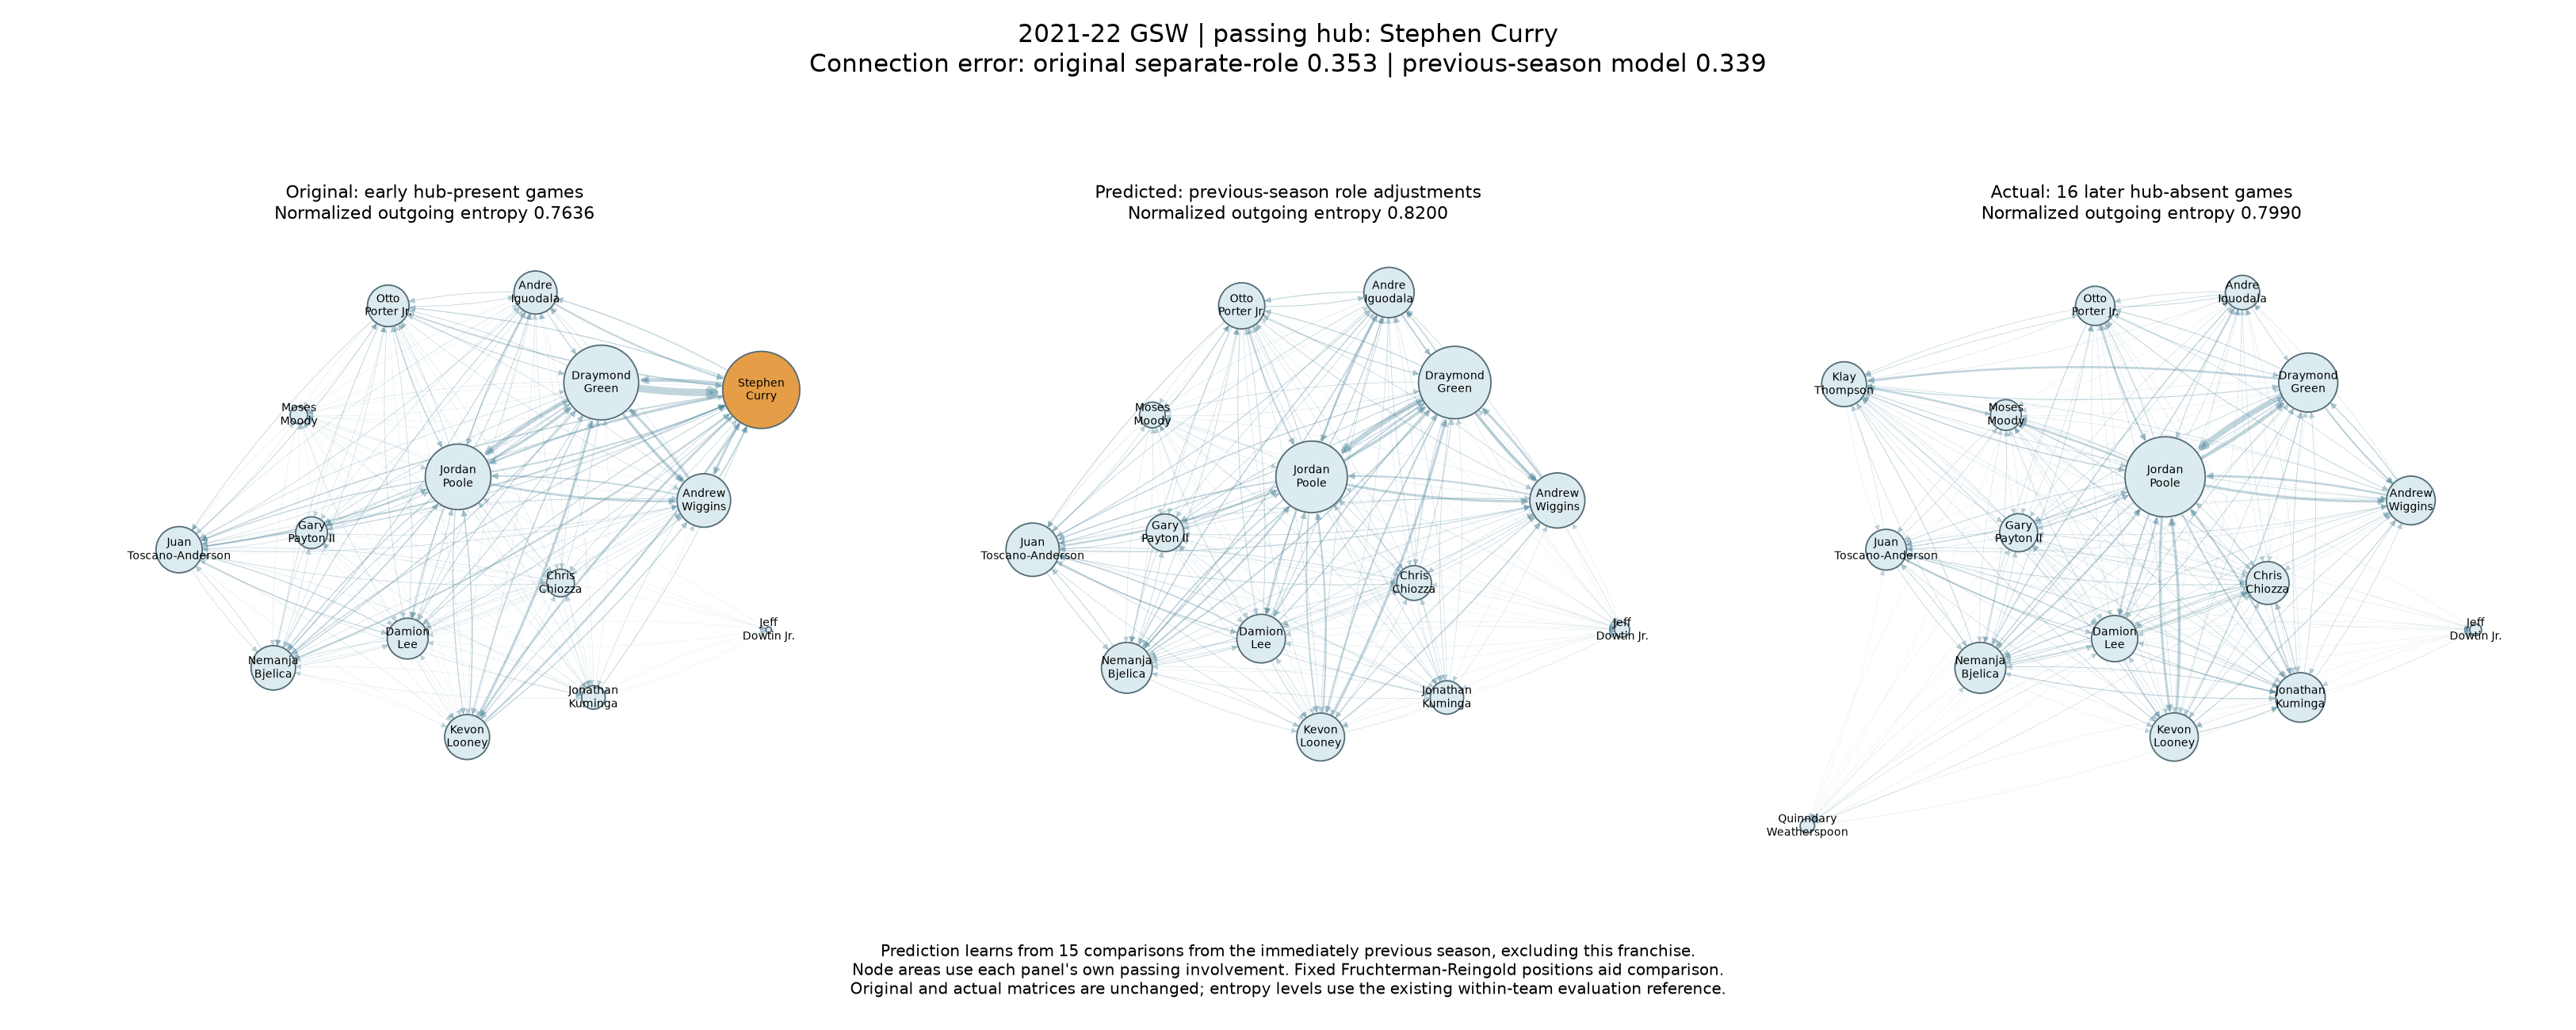 2021-22 GSW | passing hub: Stephen Curry
Connection error: original separate-role 0.353 | previous-season model 0.339
Original: early hub-present games
Normalized outgoing entropy 0.7636
Otto
Porter Jr.
Andre
Iguodala
Draymond
Green
Stephen
Curry
Moses
Moody
Jordan
Poole
Andrew
Wiggins
Gary
Payton II
Juan
Toscano-Anderson
Chris
Chiozza
Jeff
Dowtin Jr.
Damion
Lee
Nemanja
Bjelica
Jonathan
Kuminga
Kevon
Looney
Predicted: previous-season role adjustments
Normalized outgoing entropy 0.8200
Otto
Porter Jr.
Andre
Iguodala
Draymond
Green
Moses
Moody
Jordan
Poole
Andrew
Wiggins
Gary
Payton II
Juan
Toscano-Anderson
Chris
Chiozza
Jeff
Dowtin Jr.
Damion
Lee
Nemanja
Bjelica
Jonathan
Kuminga
Kevon
Looney
Actual: 16 later hub-absent games
Normalized outgoing entropy 0.7990
Otto
Porter Jr.
Andre
Iguodala
Klay
Thompson
Draymond
Green
Moses
Moody
Jordan
Poole
Andrew
Wiggins
Gary
Payton II
Juan
Toscano-Anderson
Chris
Chiozza
Jeff
Dowtin Jr.
Damion
Lee
Nemanja
Bjelica
Jonathan
Kuminga
Kevon
Looney
Quinndary
Weatherspoon
Prediction learns from 15 comparisons from the immediately previous season, excluding this franchise.
Node areas use each panel's own passing involvement. Fixed Fruchterman-Reingold positions aid comparison.
Original and actual matrices are unchanged; entropy levels use the existing within-team evaluation reference.